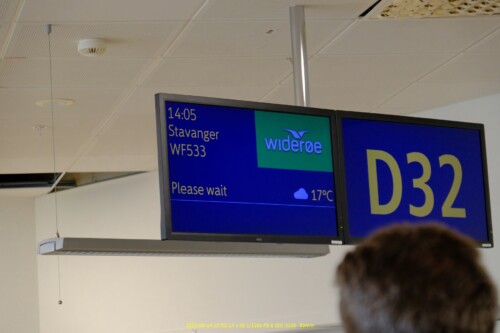 14:05
Stavanger
WF533
widerøe
Please wait
17°C
D32